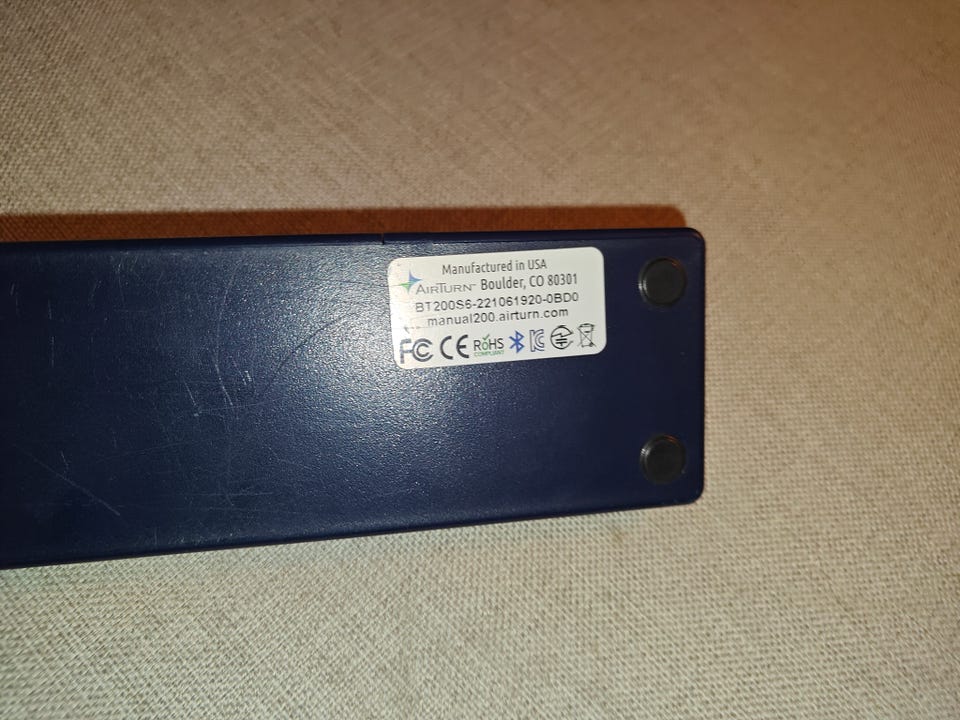 Manufactured in USA
AIRTURN Boulder, CO 80301
BT200S6-221061920-0BD0
manual200.airturn.com
FC CE RoHS COMPLIANT